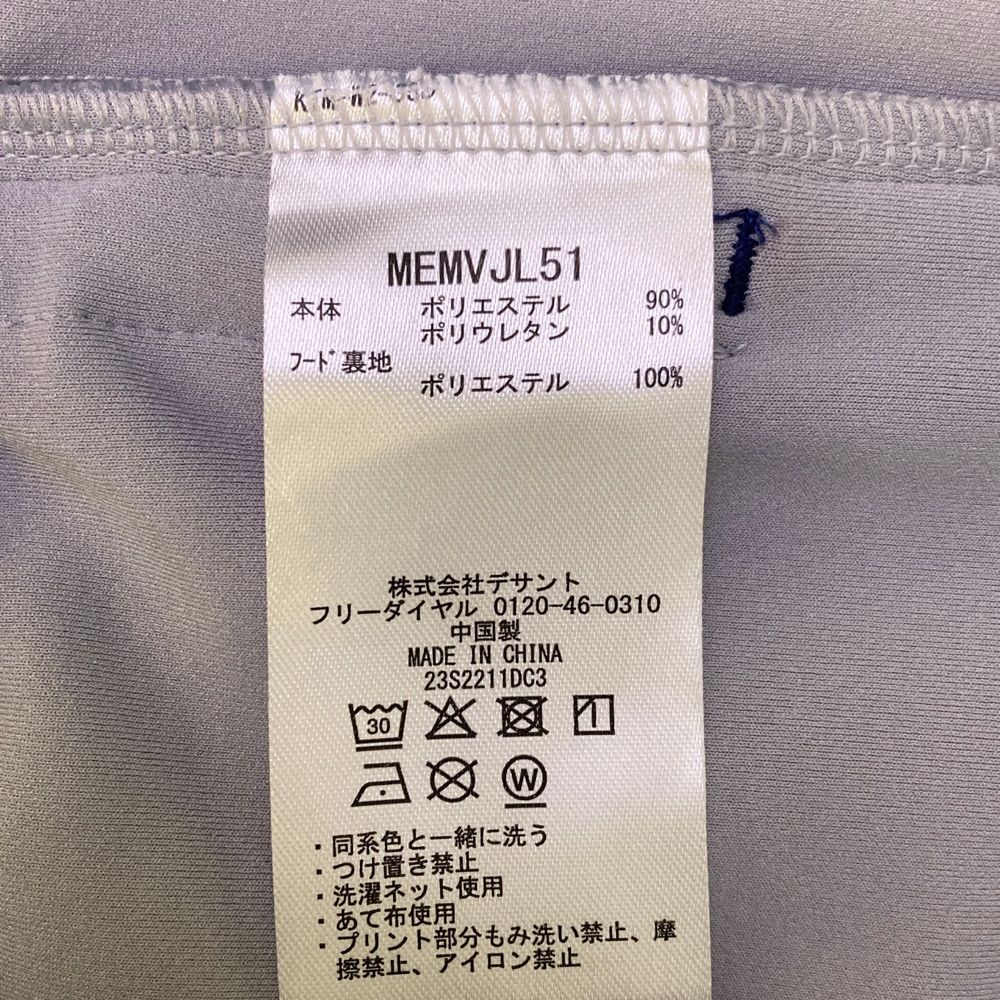 MEMVJL51
本体 ポリエステル 90%
ポリウレタン 10%
フード裏地
ポリエステル 100%
株式会社デサント
フリーダイヤル 0120-46-0310
中国製
MADE IN CHINA
23S2211DC3
30
W
・同系色と一緒に洗う
・つけ置き禁止
・洗濯ネット使用
・あて布使用
・プリント部分もみ洗い禁止、摩
擦禁止、アイロン禁止